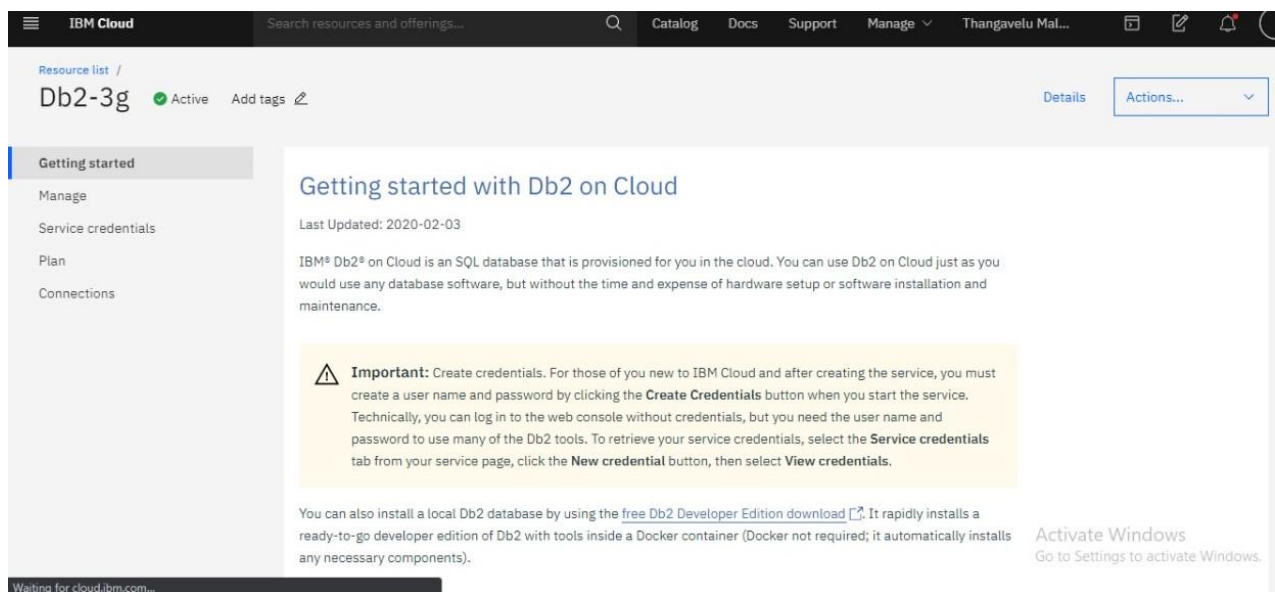 IBM Cloud
Search resources and offerings...
Catalog
Docs
Support
Manage
Thangavelu Mal...
Resource list /
Db2-3g
Active
Add tags
Details
Actions...
Getting started
Manage
Service credentials
Plan
Connections
Getting started with Db2 on Cloud
Last Updated: 2020-02-03
IBM® Db2® on Cloud is an SQL database that is provisioned for you in the cloud. You can use Db2 on Cloud just as you
would use any database software, but without the time and expense of hardware setup or software installation and
maintenance.
Important: Create credentials. For those of you new to IBM Cloud and after creating the service, you must
create a user name and password by clicking the Create Credentials button when you start the service.
Technically, you can log in to the web console without credentials, but you need the user name and
password to use many of the Db2 tools. To retrieve your service credentials, select the Service credentials
tab from your service page, click the New credential button, then select View credentials.
You can also install a local Db2 database by using the free Db2 Developer Edition download. It rapidly installs a
ready-to-go developer edition of Db2 with tools inside a Docker container (Docker not required; it automatically installs
any necessary components).
Activate Windows
Go to Settings to activate Windows.
Waiting for cloud.ibm.com...